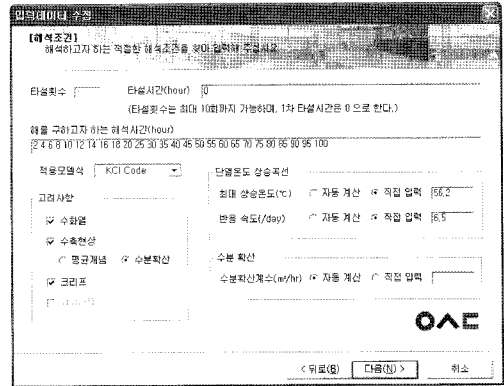 입력데이터 수정
[해석조건]
해석하고자 하는 적절한 해석조건을 찾아 입력해 주십시오.
타설횟수 타설시간(hour) 0
(타설횟수는 최대 10회까지 가능하며, 1차 타설시간은 0 으로 한다.)
해를 구하고자 하는 해석시간(hour)
2 4 6 8 10 12 14 16 18 20 25 30 35 40 45 50 55 60 65 70 75 80 85 90 95 100
적용모델식 KCI Code
단열온도 상승곡선
최대 상승온도(℃) 자동 계산 직접 입력 56,2
반응 속도(/day) 자동 계산 직접 입력 6,5
고려사항
수화열
수축현상
평균개념 수분확산
크리프
수분 확산
수분확산계수(m²/hr) 자동 계산 직접 입력
< 뒤로(B) 다음(N) > 취소